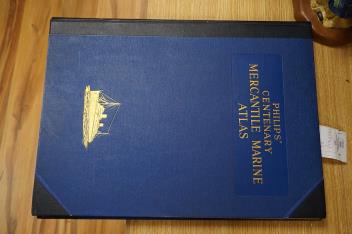 PHILIPS'
CENTENARY
MERCANTILE MARINE
ATLAS